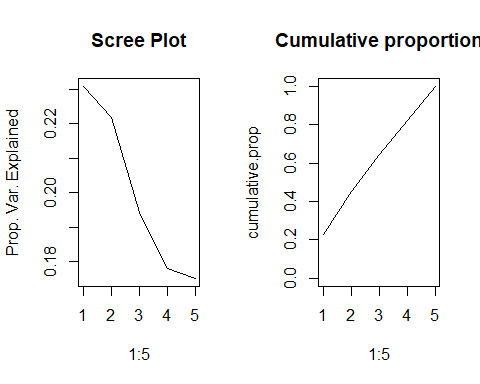 Scree Plot
Prop. Var. Explained
0.18 0.20 0.22
1 2 3 4 5
1:5
Cumulative proportion
cumulative.prop
0.0 0.2 0.4 0.6 0.8 1.0
1 2 3 4 5
1:5